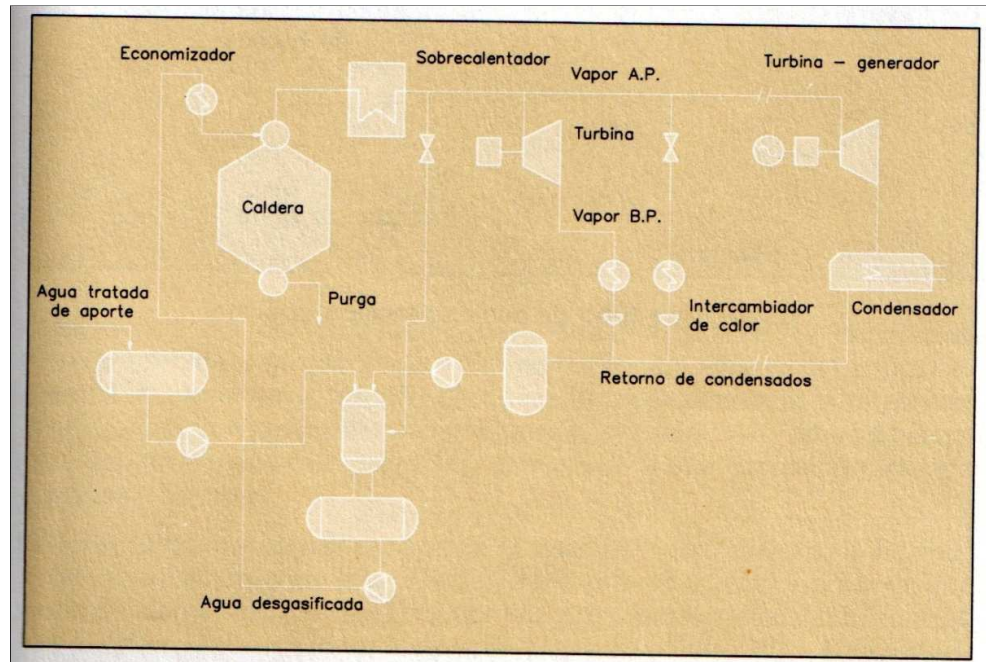 Economizador
Sobrecalentador
Vapor A.P.
Turbina – generador
Turbina
Caldera
Vapor B.P.
Agua tratada
de aporte
Purga
Intercambiador
de calor
Condensador
Retorno de condensados
Agua desgasificada